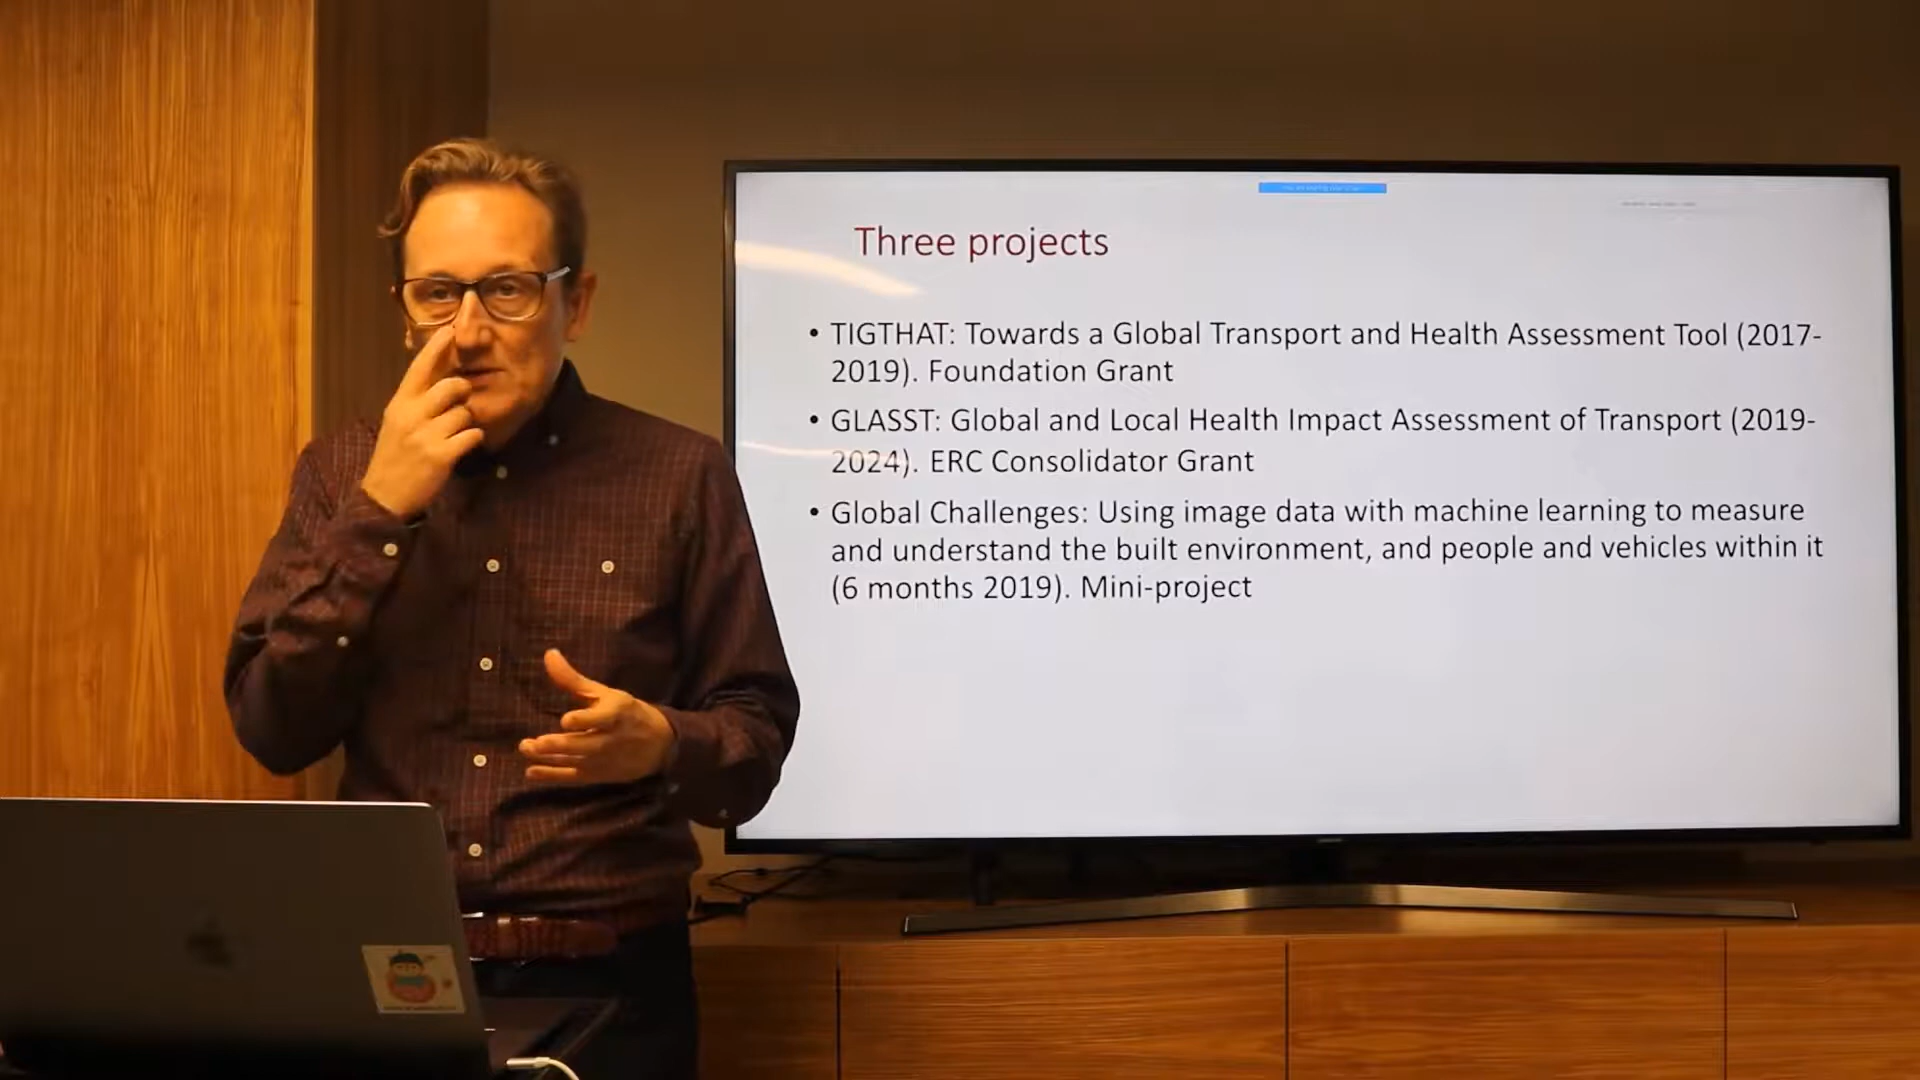 Three projects
• TIGTHAT: Towards a Global Transport and Health Assessment Tool (2017-
2019). Foundation Grant
• GLASST: Global and Local Health Impact Assessment of Transport (2019-
2024). ERC Consolidator Grant
• Global Challenges: Using image data with machine learning to measure
and understand the built environment, and people and vehicles within it
(6 months 2019). Mini-project